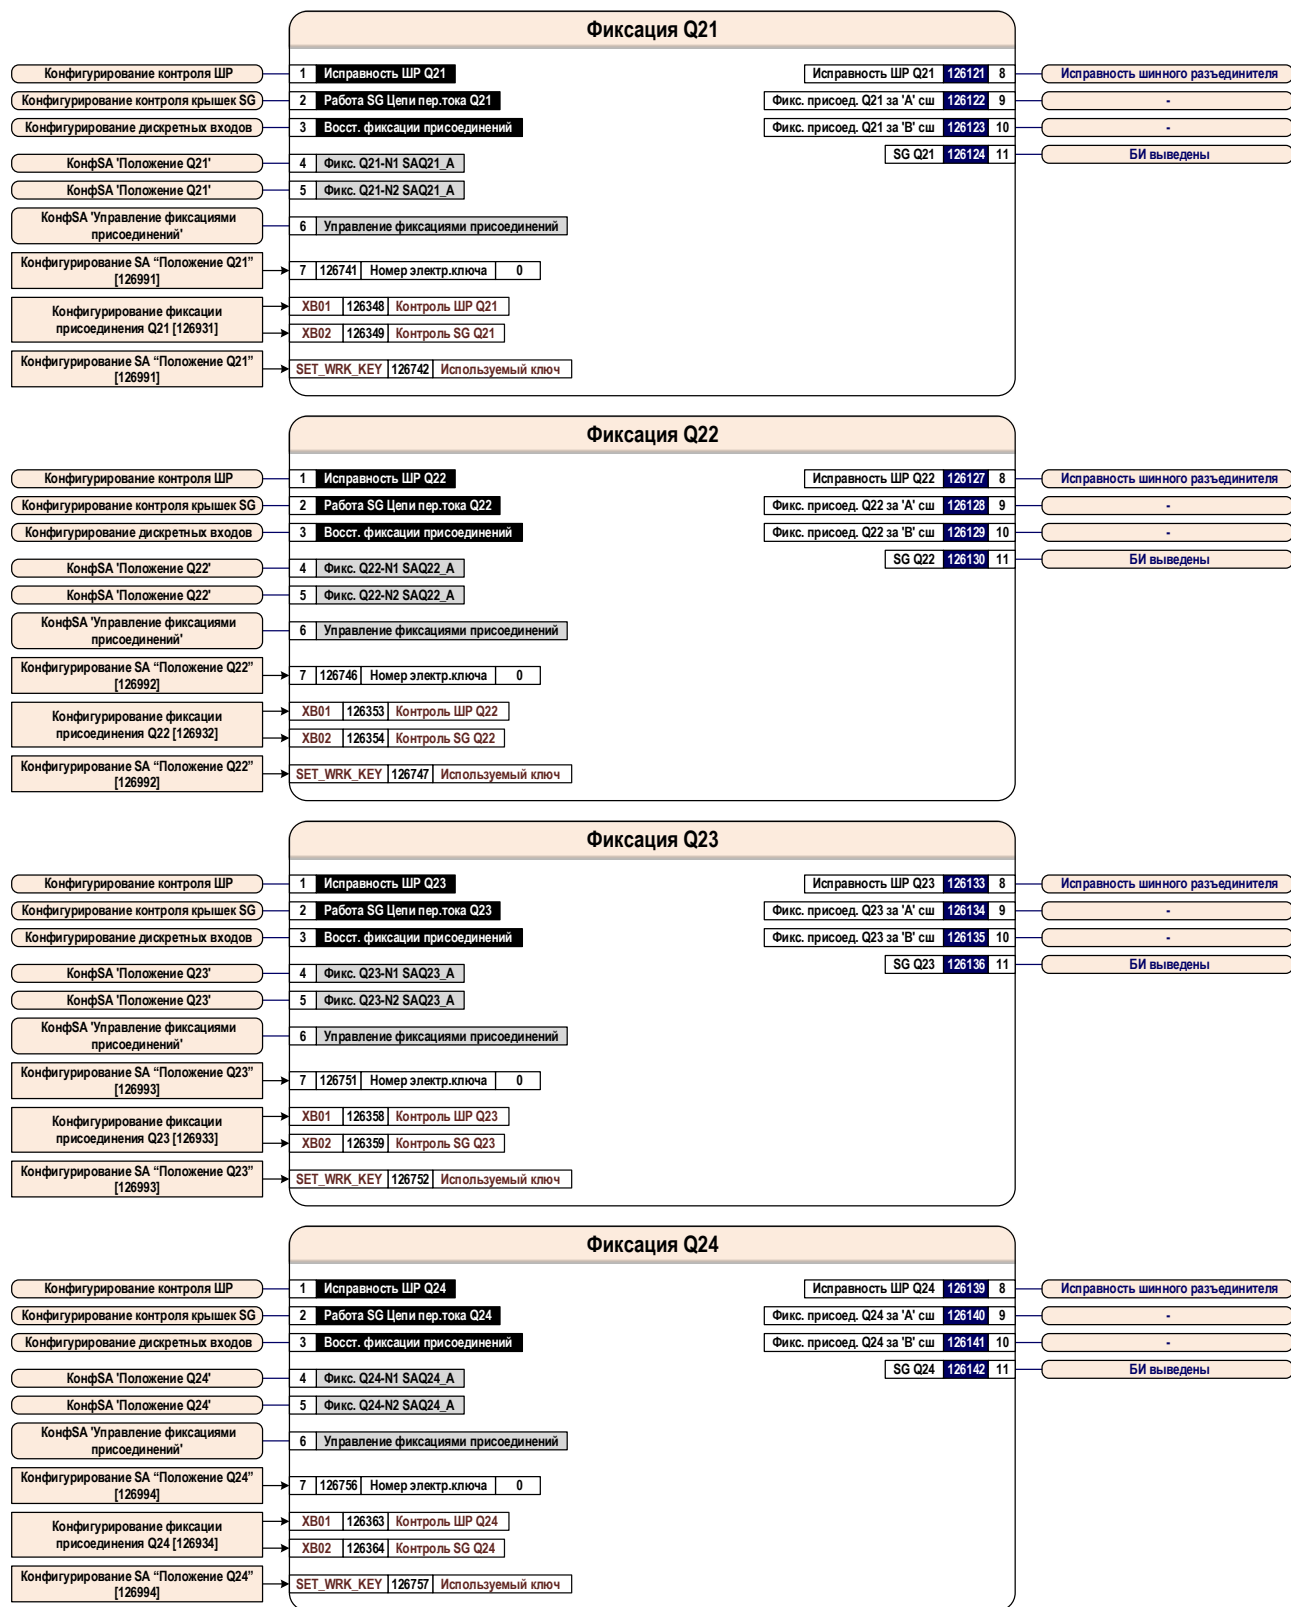 Фиксация Q21
Конфигурирование контроля ШР 1 Исправность ШР Q21 Исправность ШР Q21 126121 8 Исправность шинного разъединителя
Конфигурирование контроля крышек SG 2 Работа SG Цепи пер.тока Q21 Фикс. присоед. Q21 за 'А' сш 126122 9 -
Конфигурирование дискретных входов 3 Восст. фиксации присоединений Фикс. присоед. Q21 за 'В' сш 126123 10 -
SG Q21 126124 11 БИ выведены
КонфSA 'Положение Q21' 4 Фикс. Q21-N1 SAQ21_A
КонфSA 'Положение Q21' 5 Фикс. Q21-N2 SAQ21_A
КонфSA 'Управление фиксациями
присоединений' 6 Управление фиксациями присоединений
Конфигурирование SA “Положение Q21”
[126991] 7 126741 Номер электр.ключа 0
Конфигурирование фиксации
присоединения Q21 [126931]
XB01 126348 Контроль ШР Q21
XB02 126349 Контроль SG Q21
Конфигурирование SA “Положение Q21”
[126991] SET_WRK_KEY 126742 Используемый ключ
Фиксация Q22
Конфигурирование контроля ШР 1 Исправность ШР Q22 Исправность ШР Q22 126127 8 Исправность шинного разъединителя
Конфигурирование контроля крышек SG 2 Работа SG Цепи пер.тока Q22 Фикс. присоед. Q22 за 'А' сш 126128 9 -
Конфигурирование дискретных входов 3 Восст. фиксации присоединений Фикс. присоед. Q22 за 'В' сш 126129 10 -
SG Q22 126130 11 БИ выведены
КонфSA 'Положение Q22' 4 Фикс. Q22-N1 SAQ22_A
КонфSA 'Положение Q22' 5 Фикс. Q22-N2 SAQ22_A
КонфSA 'Управление фиксациями
присоединений' 6 Управление фиксациями присоединений
Конфигурирование SA “Положение Q22”
[126992] 7 126746 Номер электр.ключа 0
Конфигурирование фиксации
присоединения Q22 [126932]
XB01 126353 Контроль ШР Q22
XB02 126354 Контроль SG Q22
Конфигурирование SA “Положение Q22”
[126992] SET_WRK_KEY 126747 Используемый ключ
Фиксация Q23
Конфигурирование контроля ШР 1 Исправность ШР Q23 Исправность ШР Q23 126133 8 Исправность шинного разъединителя
Конфигурирование контроля крышек SG 2 Работа SG Цепи пер.тока Q23 Фикс. присоед. Q23 за 'А' сш 126134 9 -
Конфигурирование дискретных входов 3 Восст. фиксации присоединений Фикс. присоед. Q23 за 'В' сш 126135 10 -
SG Q23 126136 11 БИ выведены
КонфSA 'Положение Q23' 4 Фикс. Q23-N1 SAQ23_A
КонфSA 'Положение Q23' 5 Фикс. Q23-N2 SAQ23_A
КонфSA 'Управление фиксациями
присоединений' 6 Управление фиксациями присоединений
Конфигурирование SA “Положение Q23”
[126993] 7 126751 Номер электр.ключа 0
Конфигурирование фиксации
присоединения Q23 [126933]
XB01 126358 Контроль ШР Q23
XB02 126359 Контроль SG Q23
Конфигурирование SA “Положение Q23”
[126993] SET_WRK_KEY 126752 Используемый ключ
Фиксация Q24
Конфигурирование контроля ШР 1 Исправность ШР Q24 Исправность ШР Q24 126139 8 Исправность шинного разъединителя
Конфигурирование контроля крышек SG 2 Работа SG Цепи пер.тока Q24 Фикс. присоед. Q24 за 'А' сш 126140 9 -
Конфигурирование дискретных входов 3 Восст. фиксации присоединений Фикс. присоед. Q24 за 'В' сш 126141 10 -
SG Q24 126142 11 БИ выведены
КонфSA 'Положение Q24' 4 Фикс. Q24-N1 SAQ24_A
КонфSA 'Положение Q24' 5 Фикс. Q24-N2 SAQ24_A
КонфSA 'Управление фиксациями
присоединений' 6 Управление фиксациями присоединений
Конфигурирование SA “Положение Q24”
[126994] 7 126756 Номер электр.ключа 0
Конфигурирование фиксации
присоединения Q24 [126934]
XB01 126363 Контроль ШР Q24
XB02 126364 Контроль SG Q24
Конфигурирование SA “Положение Q24”
[126994] SET_WRK_KEY 126757 Используемый ключ